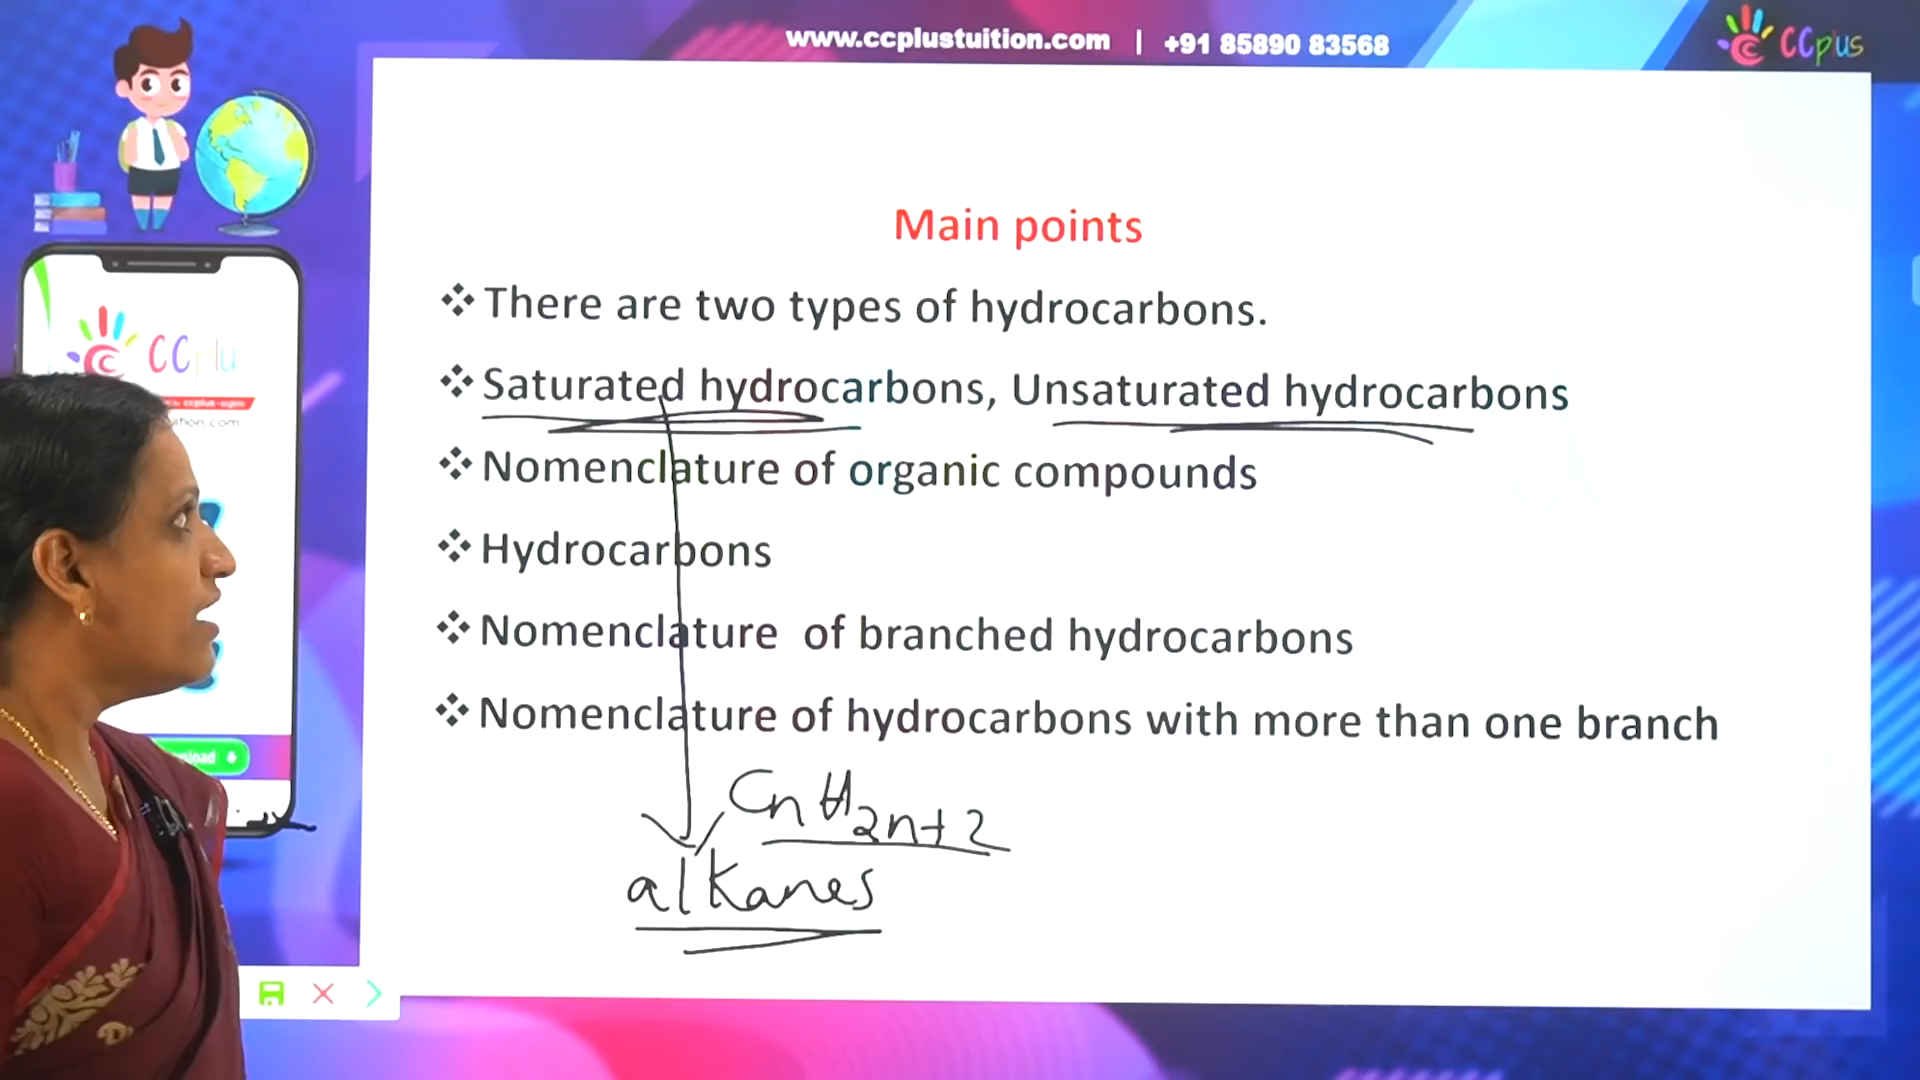 www.ccplustuition.com | +91 85890 83568
CCplus
Main points
❖ There are two types of hydrocarbons.
❖ Saturated hydrocarbons, Unsaturated hydrocarbons
❖ Nomenclature of organic compounds
❖ Hydrocarbons
❖ Nomenclature of branched hydrocarbons
❖ Nomenclature of hydrocarbons with more than one branch
CnH2n+2
alkanes
CCplu